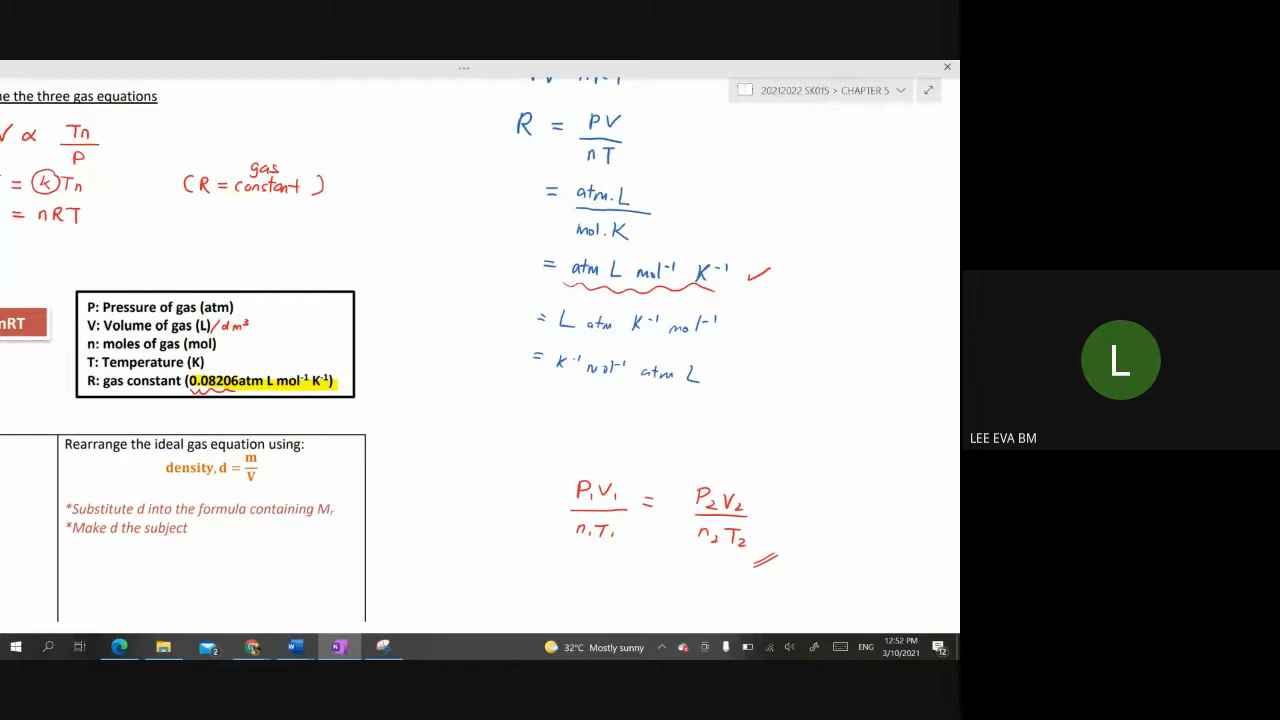 20212022 SK015 > CHAPTER 5
me the three gas equations
V ∝ Tn / P
= k Tn
= nRT
(R = gas constant)
R = PV / nT
= atm. L / mol. K
= atm L mol⁻¹ K⁻¹ ✓
= L atm K⁻¹ mol⁻¹
= K⁻¹ mol⁻¹ atm L
nRT
P: Pressure of gas (atm)
V: Volume of gas (L)/dm³
n: moles of gas (mol)
T: Temperature (K)
R: gas constant (0.08206atm L mol⁻¹ K⁻¹)
Rearrange the ideal gas equation using:
density, d = m/V
*Substitute d into the formula containing Mᵣ
*Make d the subject
P₁V₁ / n₁T₁ = P₂V₂ / n₂T₂
L
LEE EVA BM
32°C Mostly sunny
ENG
12:52 PM
3/10/2021